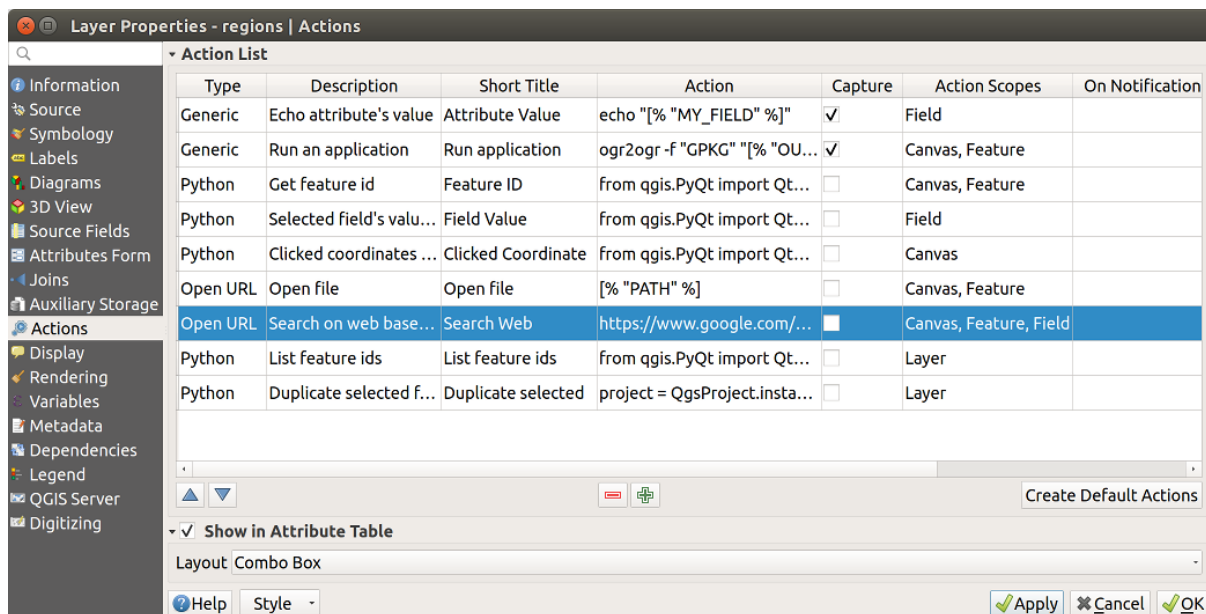 Layer Properties - regions | Actions
Information
Source
Symbology
Labels
Diagrams
3D View
Source Fields
Attributes Form
Joins
Auxiliary Storage
Actions
Display
Rendering
Variables
Metadata
Dependencies
Legend
QGIS Server
Digitizing
Action List
Type Description Short Title Action Capture Action Scopes On Notification
Generic Echo attribute's value Attribute Value echo "[% "MY_FIELD" %]" Field
Generic Run an application Run application ogr2ogr -f "GPKG" "[% "OU... Canvas, Feature
Python Get feature id Feature ID from qgis.PyQt import Qt... Canvas, Feature
Python Selected field's valu... Field Value from qgis.PyQt import Qt... Field
Python Clicked coordinates ... Clicked Coordinate from qgis.PyQt import Qt... Canvas
Open URL Open file Open file [% "PATH" %] Canvas, Feature
Open URL Search on web base... Search Web https://www.google.com/... Canvas, Feature, Field
Python List feature ids List feature ids from qgis.PyQt import Qt... Layer
Python Duplicate selected f... Duplicate selected project = QgsProject.insta... Layer
Create Default Actions
Show in Attribute Table
Layout Combo Box
Help Style Apply Cancel OK